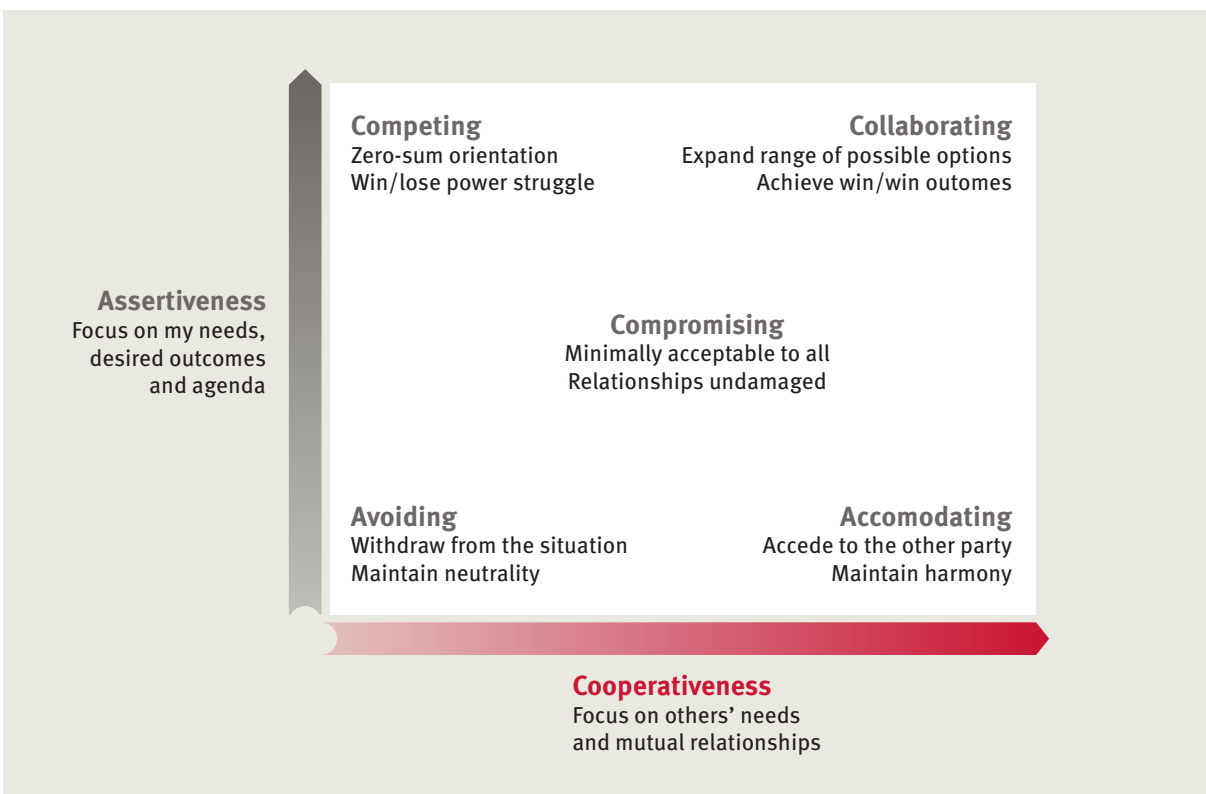 Competing
Zero-sum orientation
Win/lose power struggle
Collaborating
Expand range of possible options
Achieve win/win outomes
Assertiveness
Focus on my needs,
desired outcomes
and agenda
Compromising
Minimally acceptable to all
Relationships undamaged
Avoiding
Withdraw from the situation
Maintain neutrality
Accomodating
Accede to the other party
Maintain harmony
Cooperativeness
Focus on others’ needs
and mutual relationships